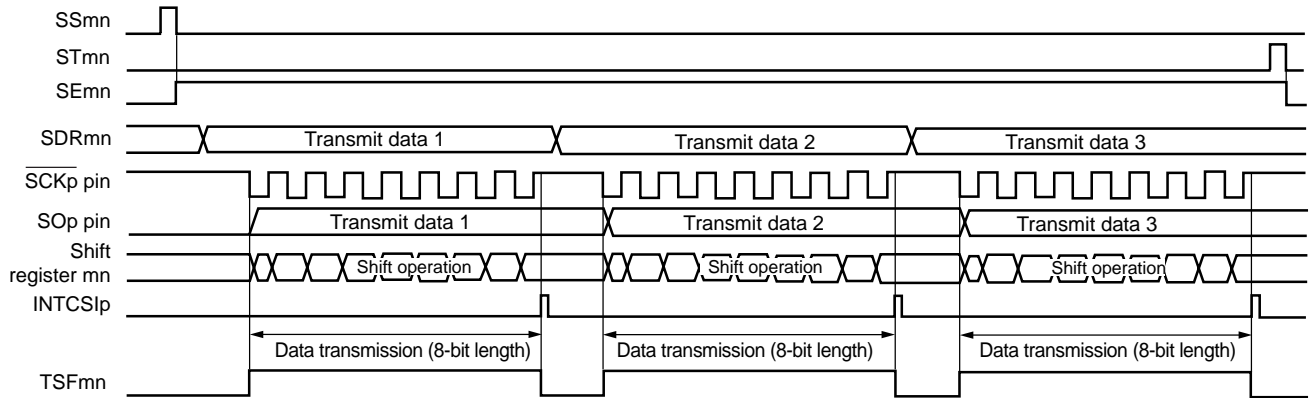 SSmn
STmn
SEmn
SDRmn Transmit data 1 Transmit data 2 Transmit data 3
SCKp pin
SOp pin Transmit data 1 Transmit data 2 Transmit data 3
Shift
register mn Shift operation Shift operation Shift operation
INTCSIp
Data transmission (8-bit length) Data transmission (8-bit length) Data transmission (8-bit length)
TSFmn